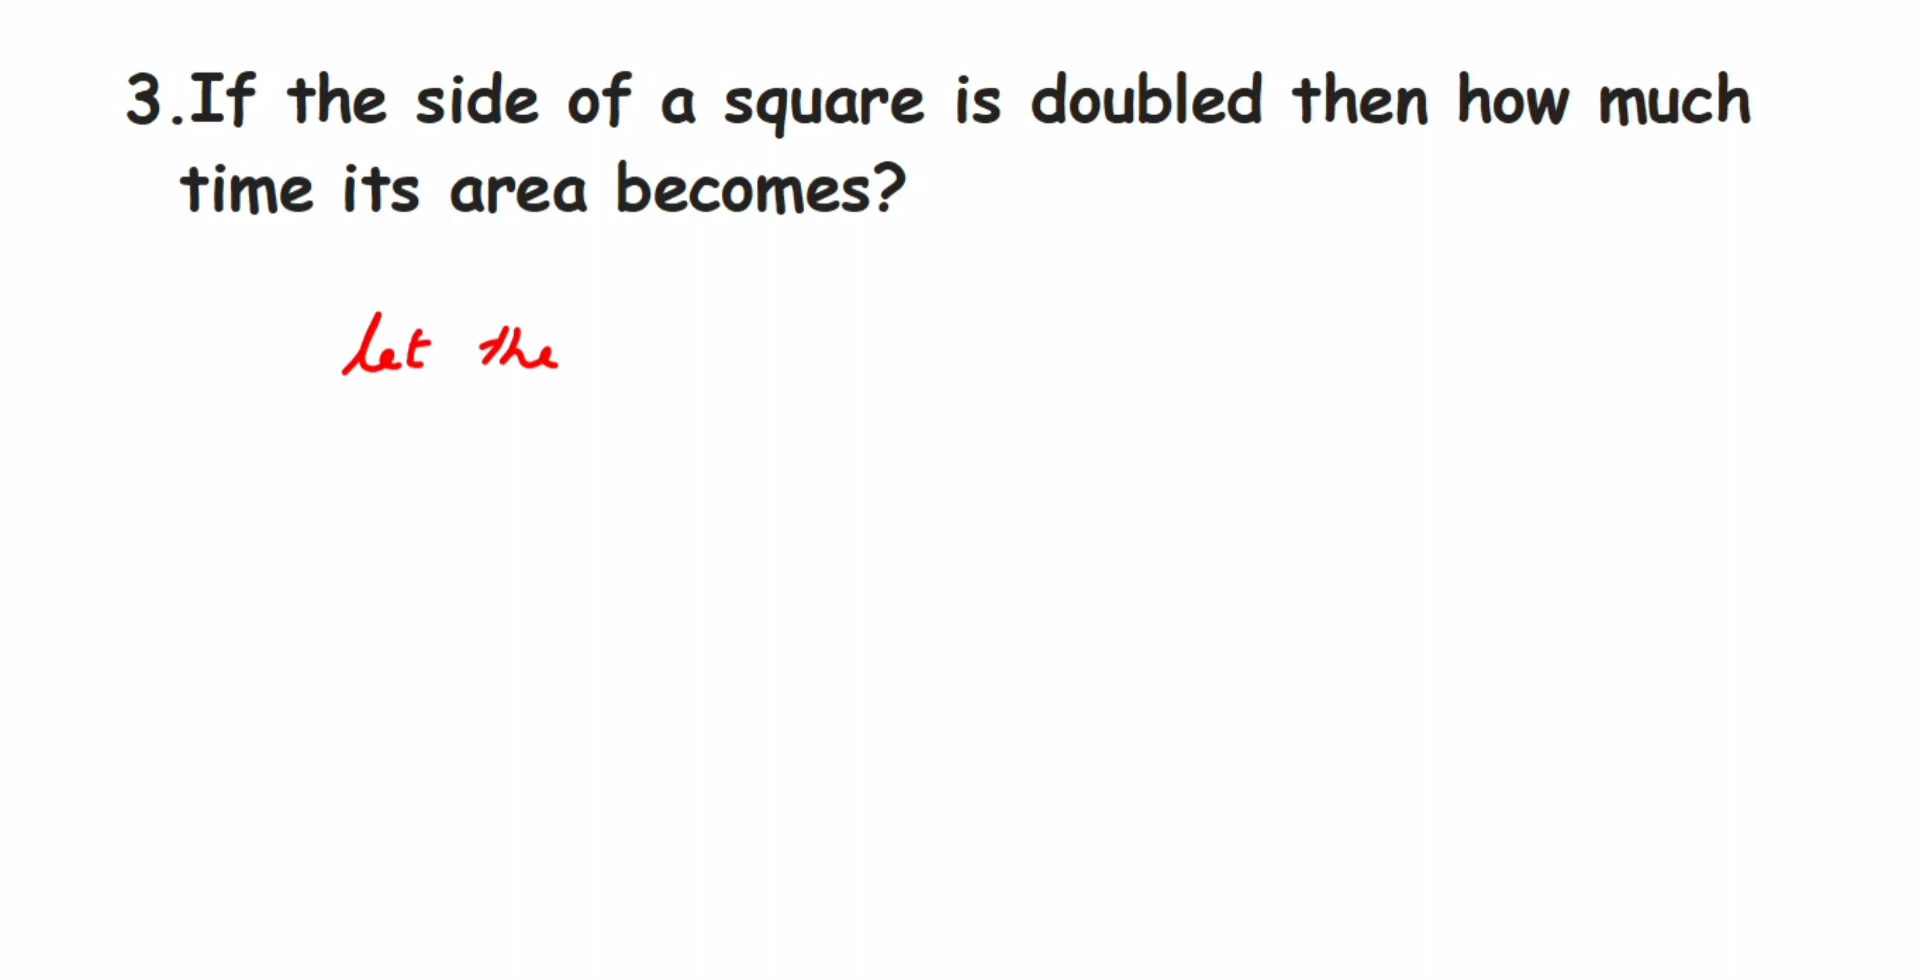 3.If the side of a square is doubled then how much
time its area becomes?
let the